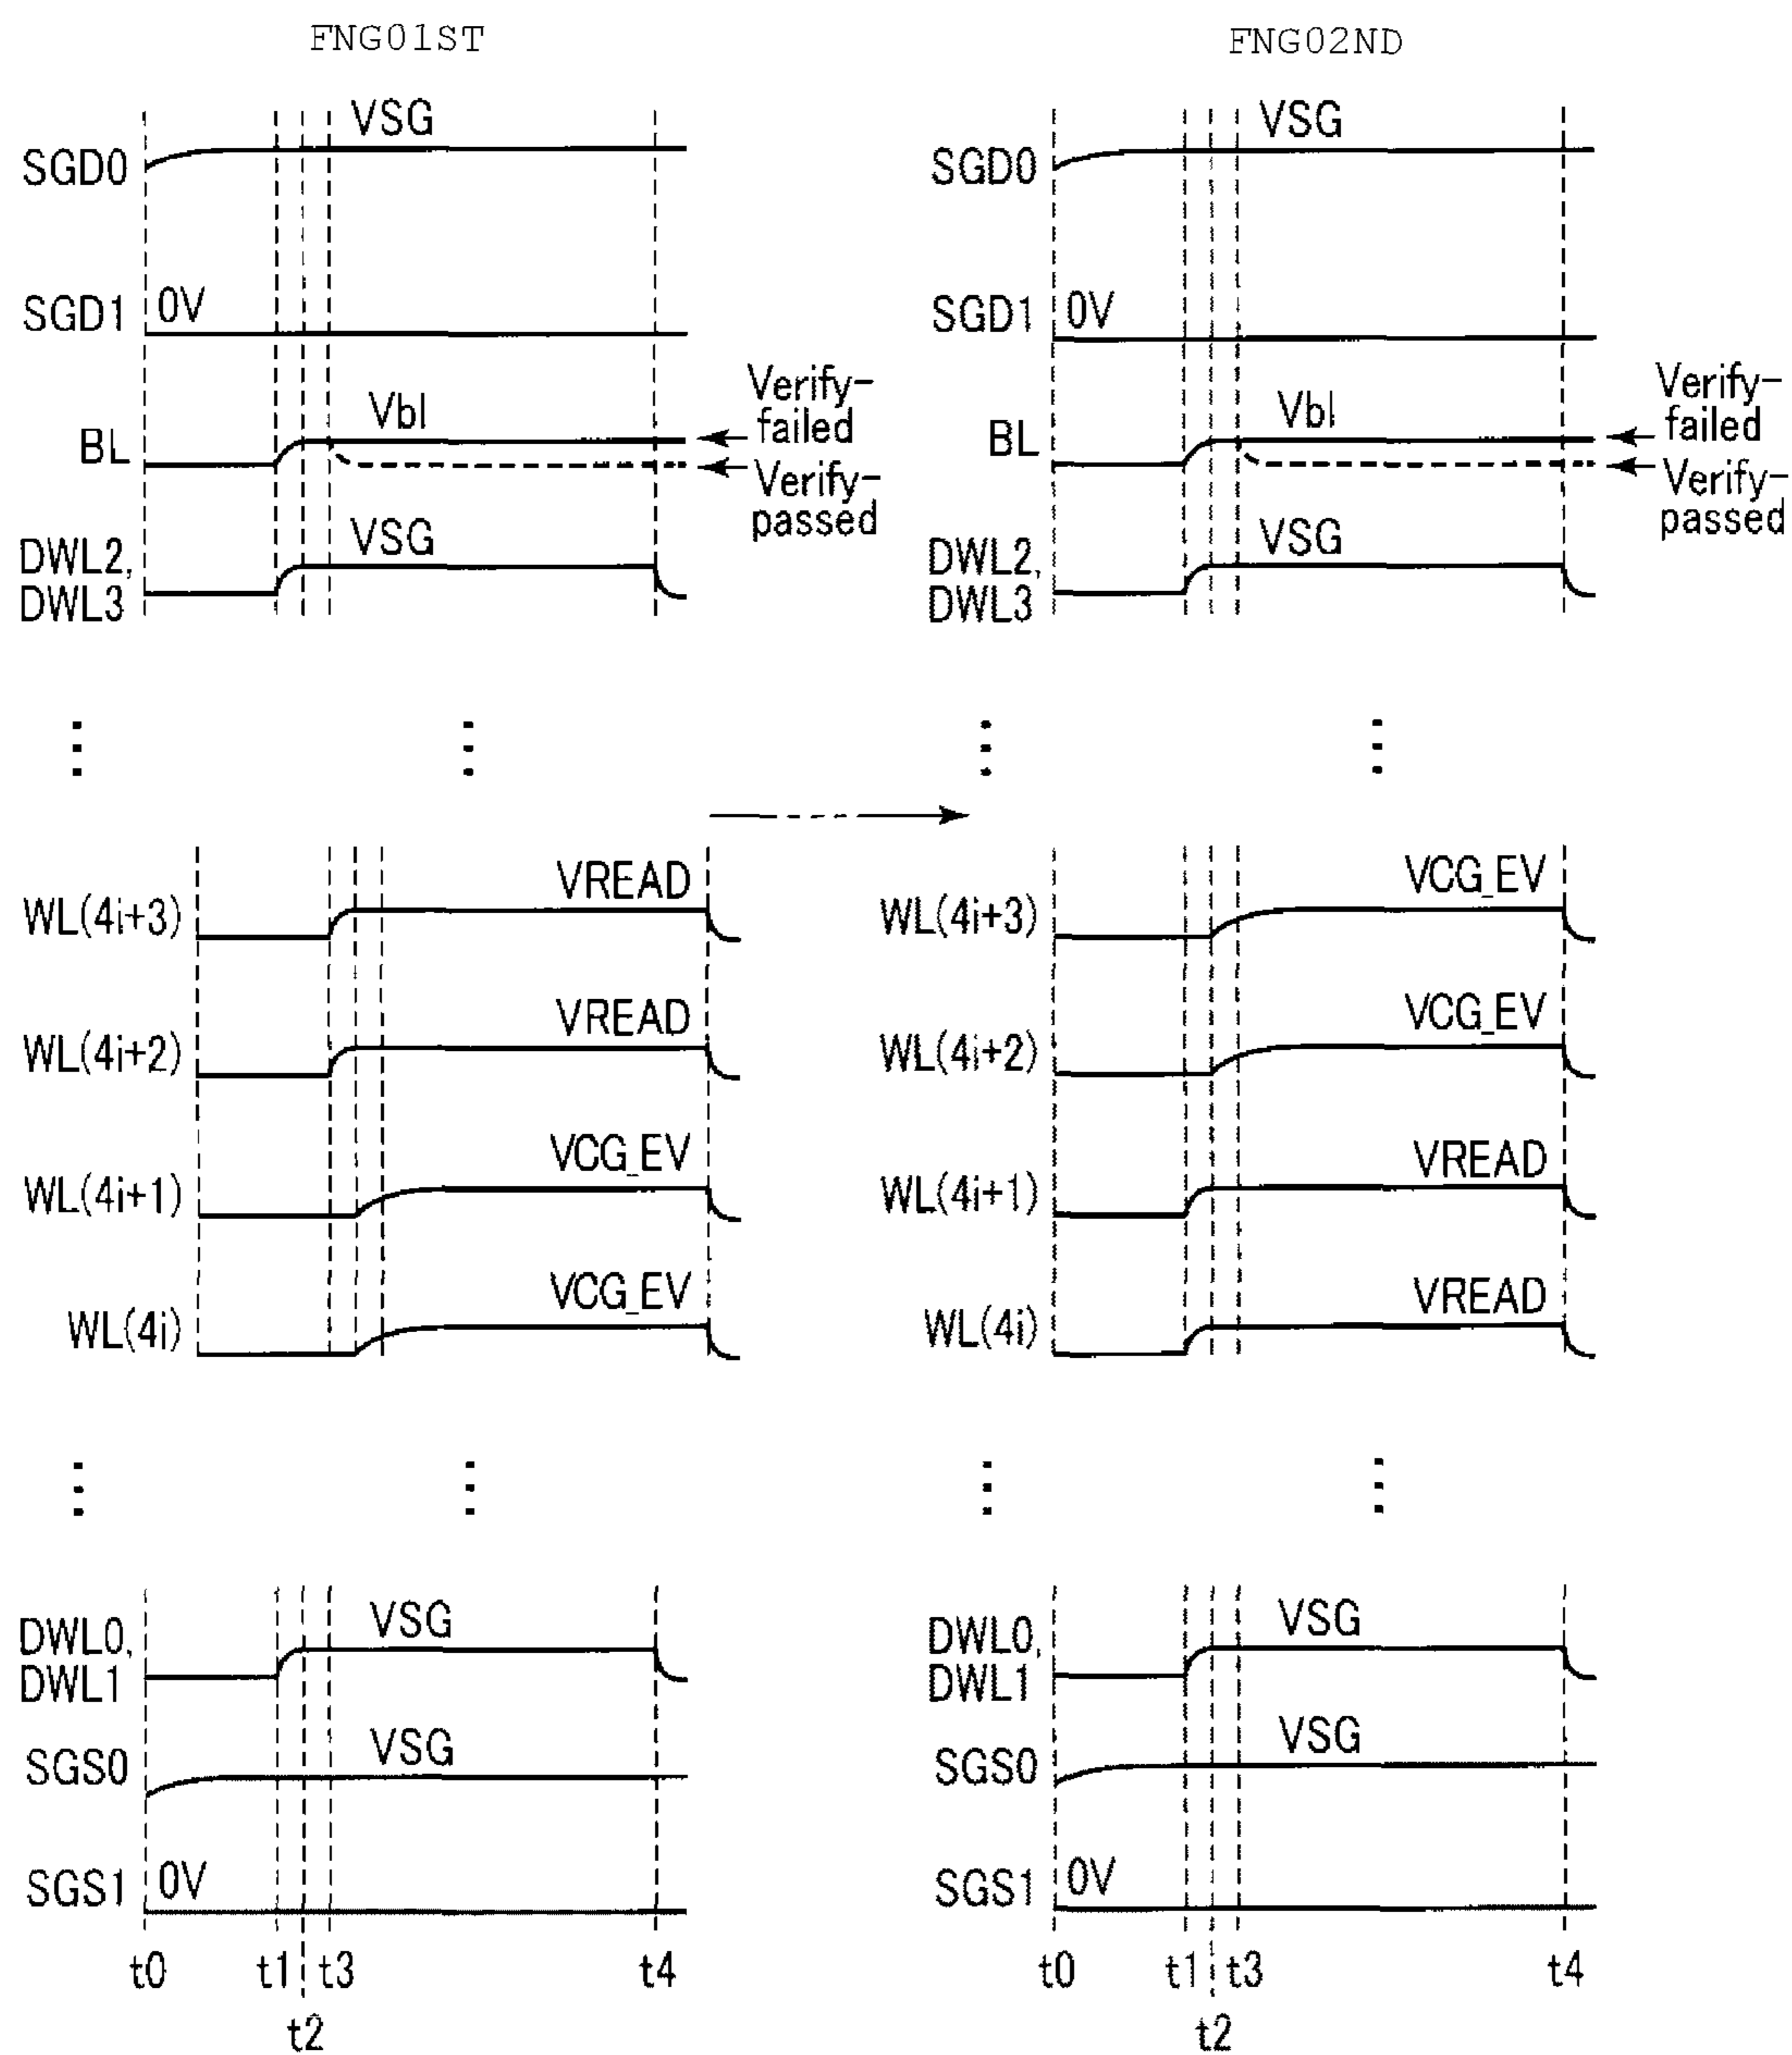 FNG01ST
VSG
SGD0
SGD1
0V
Vbl
BL
Verify-
failed
Verify-
passed
DWL2,
DWL3
VSG
WL(4i+3)
VREAD
WL(4i+2)
VREAD
WL(4i+1)
VCG_EV
WL(4i)
VCG_EV
DWL0,
DWL1
VSG
SGS0
VSG
SGS1
0V
t0
t1
t3
t4
t2
FNG02ND
VSG
SGD0
SGD1
0V
Vbl
BL
Verify-
failed
Verify-
passed
DWL2,
DWL3
VSG
WL(4i+3)
VCG_EV
WL(4i+2)
VCG_EV
WL(4i+1)
VREAD
WL(4i)
VREAD
DWL0,
DWL1
VSG
SGS0
VSG
SGS1
0V
t0
t1
t3
t4
t2